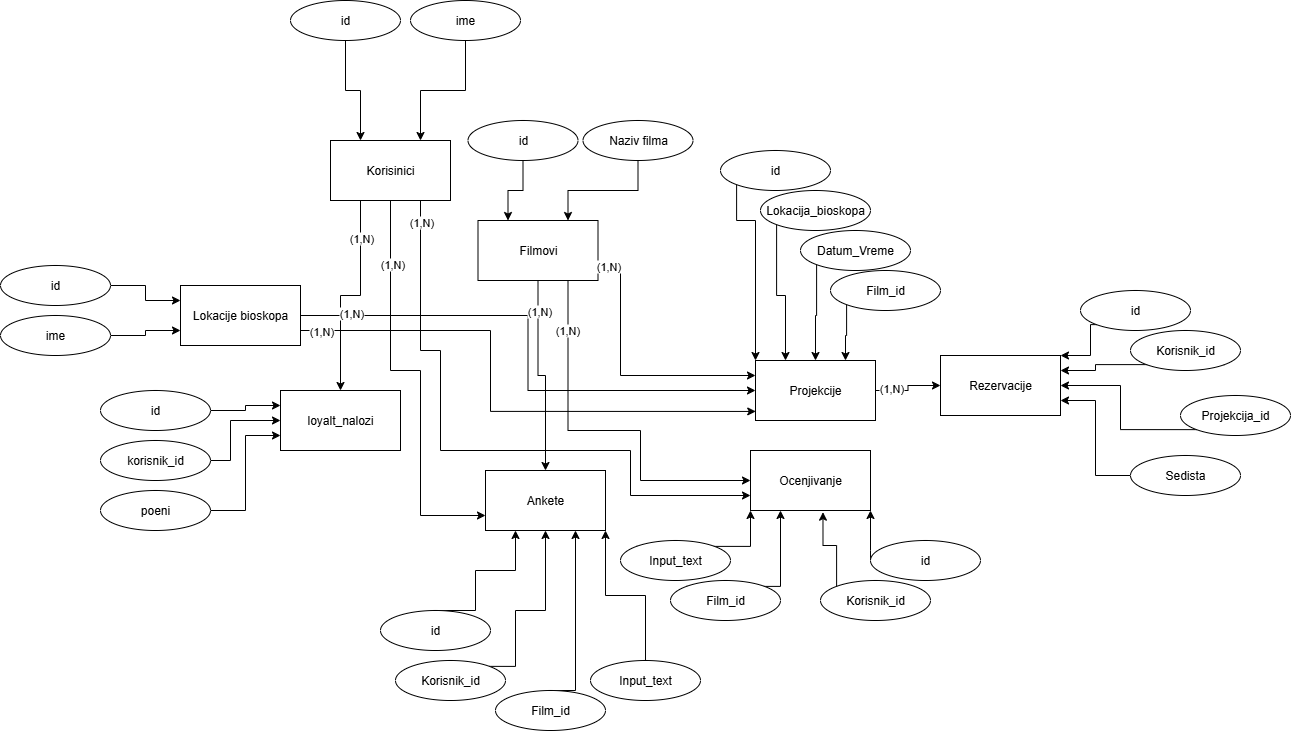 id
ime
Korisinici
id
Naziv filma
id
Lokacija_bioskopa
Datum_Vreme
Film_id
(1,N)
(1,N)
(1,N)
Filmovi
(1,N)
id
ime
Lokacije bioskopa
(1,N)
(1,N)
(1,N)
(1,N)
id
Korisnik_id
Projekcija_id
Sedista
Projekcije
(1,N)
Rezervacije
id
korisnik_id
poeni
loyalt_nalozi
Ankete
Ocenjivanje
Input_text
Film_id
Korisnik_id
id
id
Korisnik_id
Film_id
Input_text